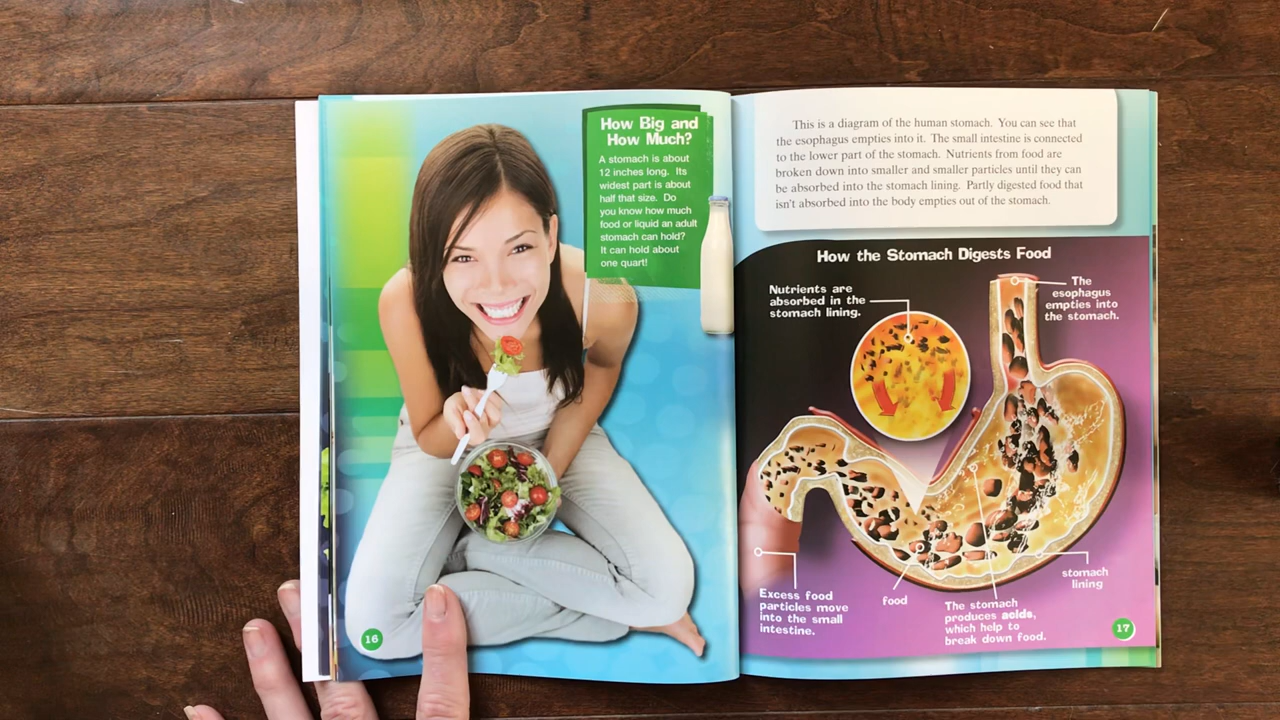 How Big and
How Much?
A stomach is about
12 inches long. Its
widest part is about
half that size. Do
you know how much
food or liquid an adult
stomach can hold?
It can hold about
one quart!
16
This is a diagram of the human stomach. You can see that
the esophagus empties into it. The small intestine is connected
to the lower part of the stomach. Nutrients from food are
broken down into smaller and smaller particles until they can
be absorbed into the stomach lining. Partly digested food that
isn't absorbed into the body empties out of the stomach.
How the Stomach Digests Food
Nutrients are
absorbed in the
stomach lining.
The
esophagus
empties into
the stomach.
Excess food
particles move
into the small
intestine.
food
The stomach
produces acids,
which help to
break down food.
stomach
lining
17